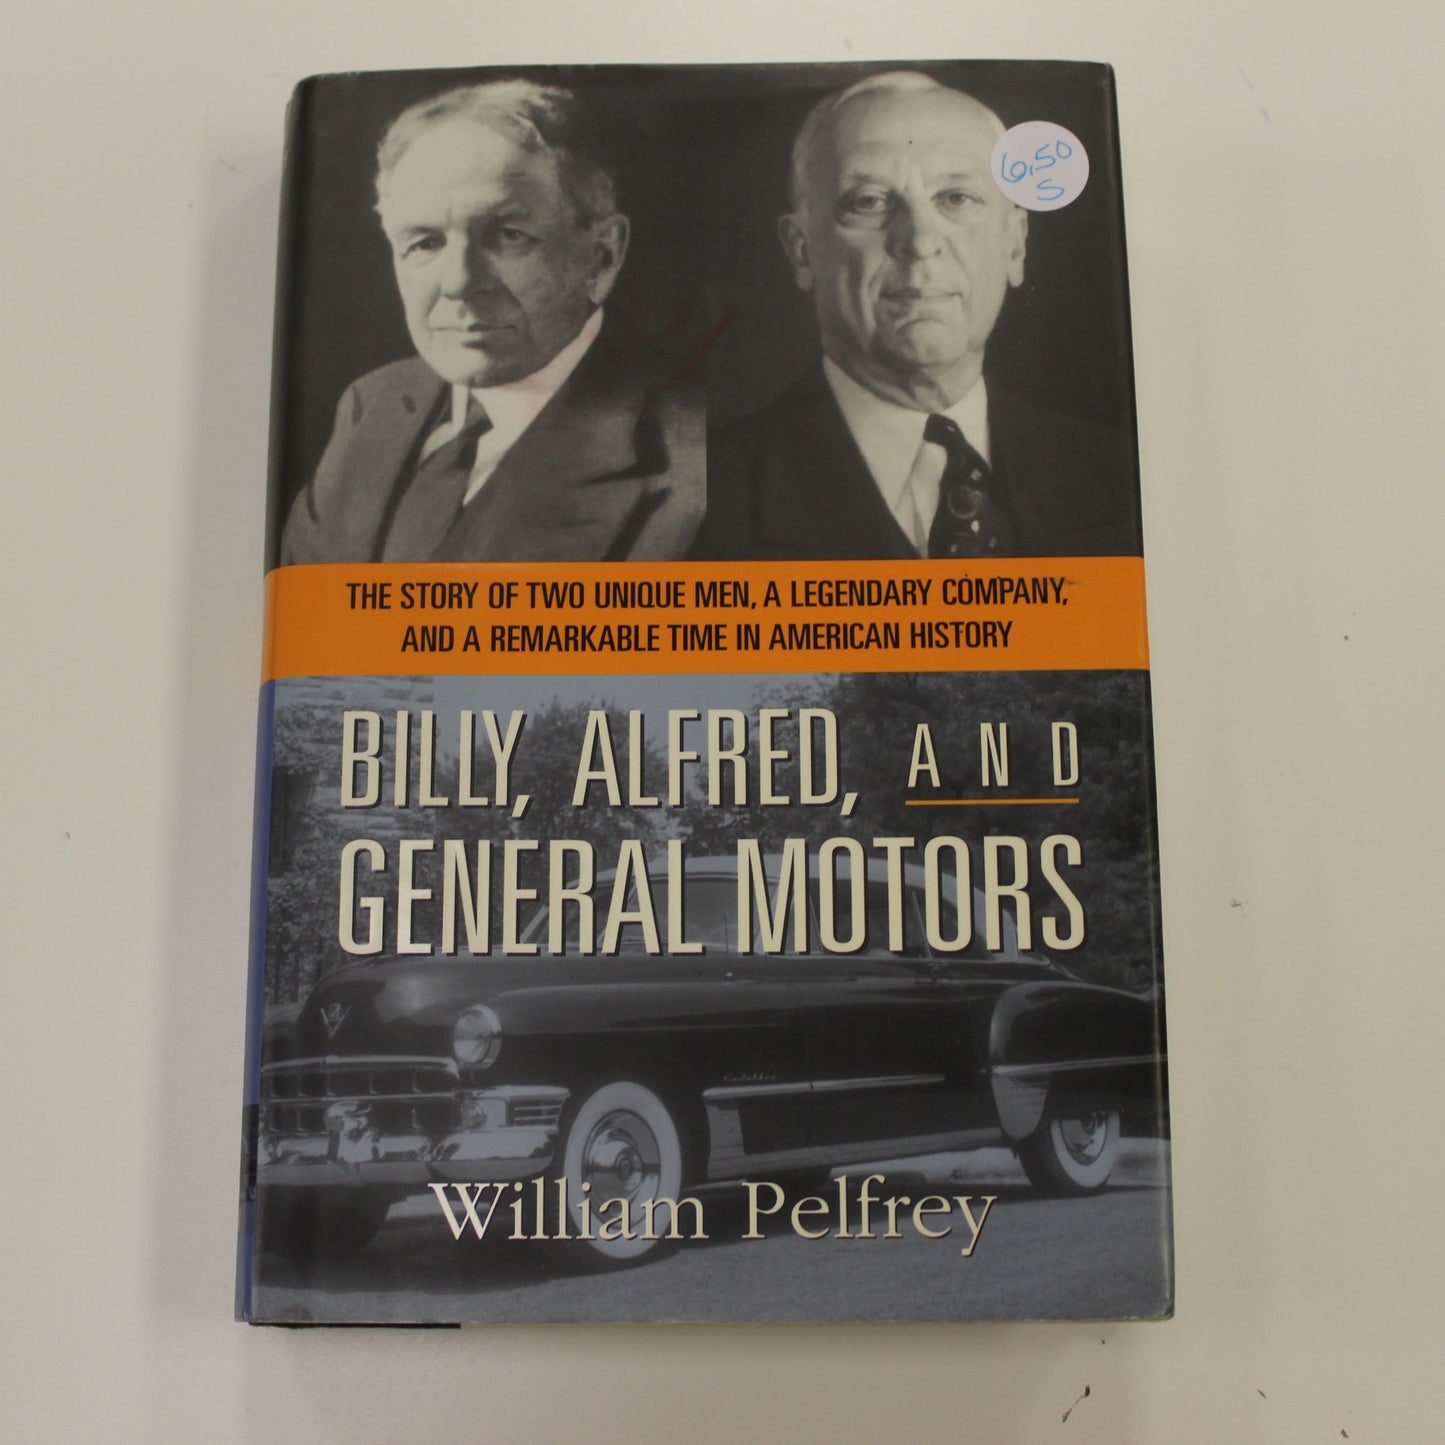 6.50
S
THE STORY OF TWO UNIQUE MEN, A LEGENDARY COMPANY,
AND A REMARKABLE TIME IN AMERICAN HISTORY
BILLY, ALFRED, AND
GENERAL MOTORS
Cadillac
William Pelfrey